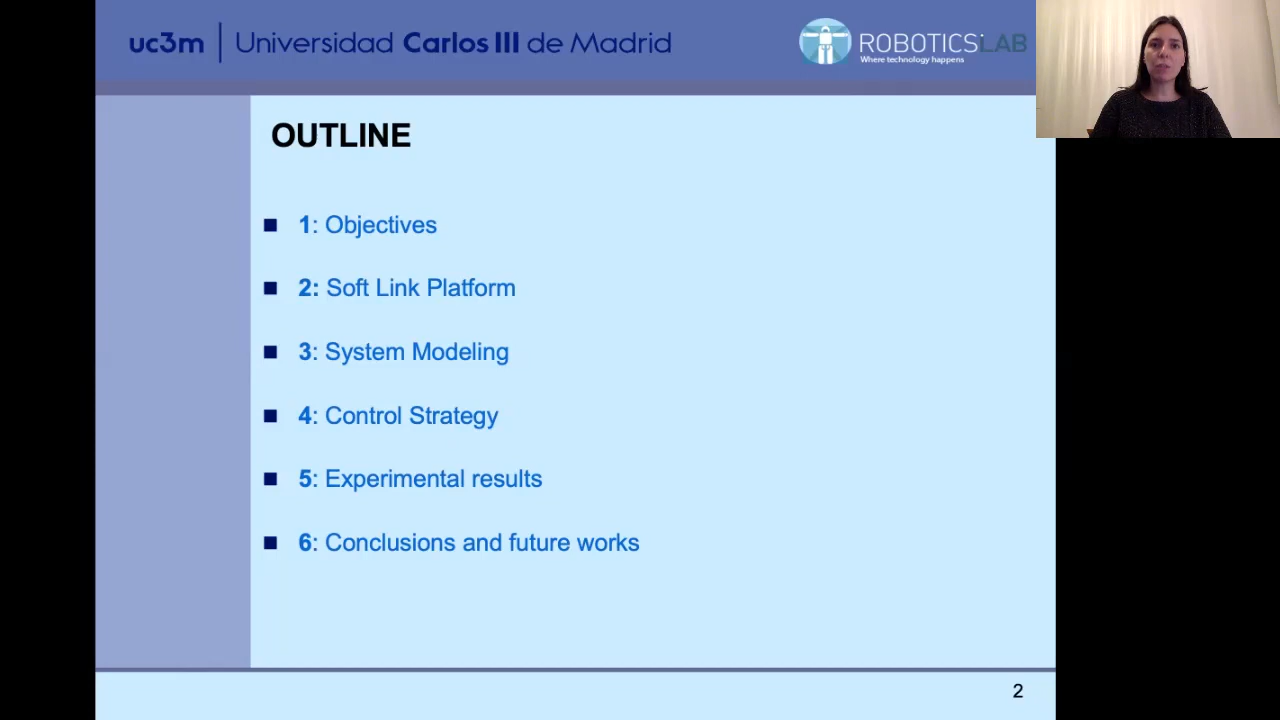 uc3m | Universidad Carlos III de Madrid
ROBOTICSLAB
Where technology happens
OUTLINE
1: Objectives
2: Soft Link Platform
3: System Modeling
4: Control Strategy
5: Experimental results
6: Conclusions and future works
2